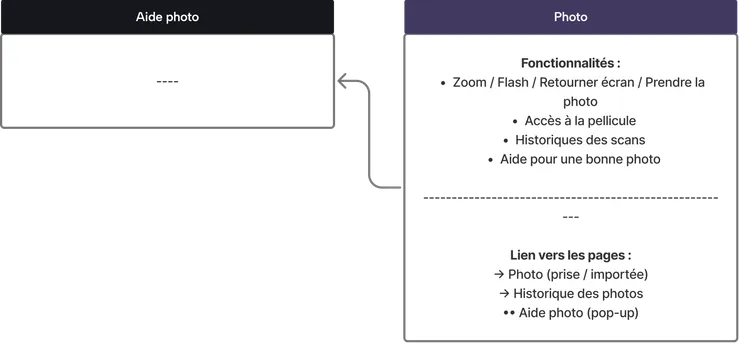 Aide photo
----
Photo
Fonctionnalités :
• Zoom / Flash / Retourner écran / Prendre la
photo
• Accès à la pellicule
• Historiques des scans
• Aide pour une bonne photo
----------------------------------------------------
---
Lien vers les pages :
→ Photo (prise / importée)
→ Historique des photos
•• Aide photo (pop-up)